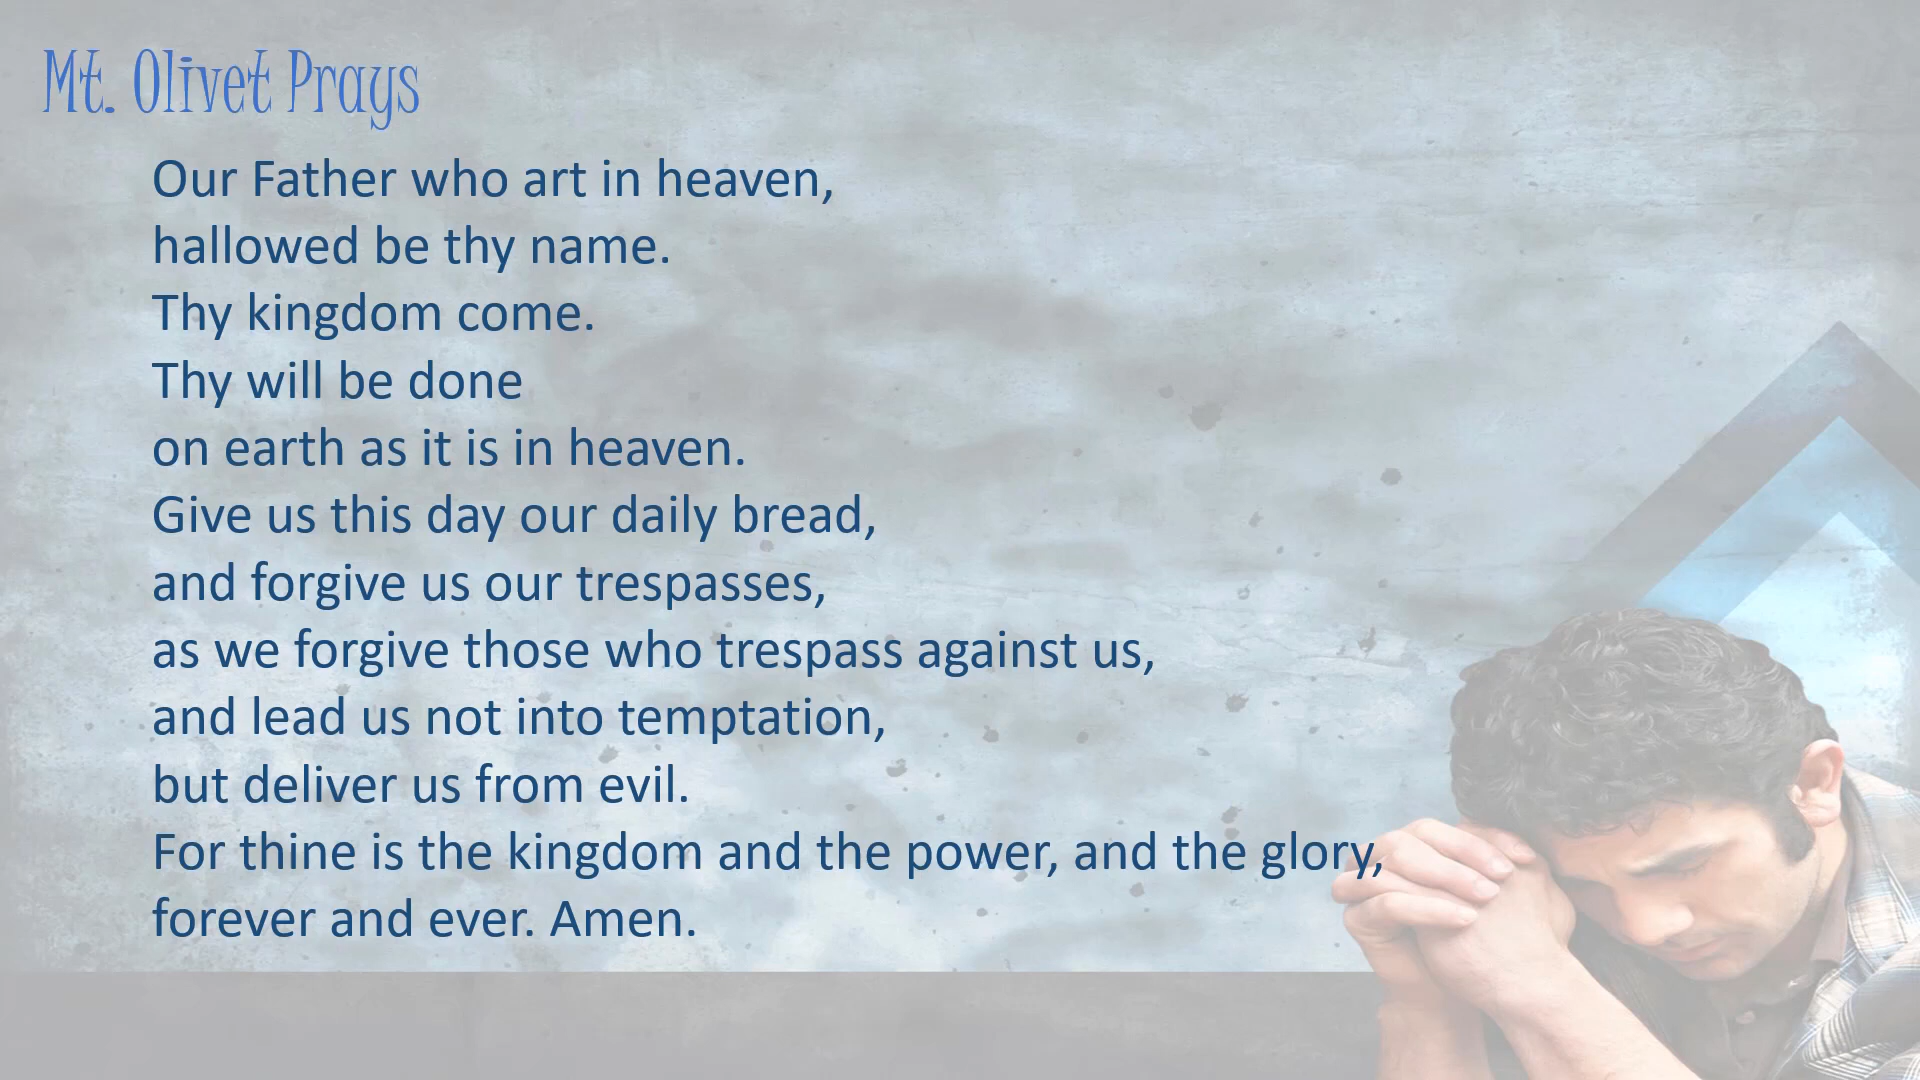 Mt. Olivet Prays
Our Father who art in heaven,
hallowed be thy name.
Thy kingdom come.
Thy will be done
on earth as it is in heaven.
Give us this day our daily bread,
and forgive us our trespasses,
as we forgive those who trespass against us,
and lead us not into temptation,
but deliver us from evil.
For thine is the kingdom and the power, and the glory,
forever and ever. Amen.